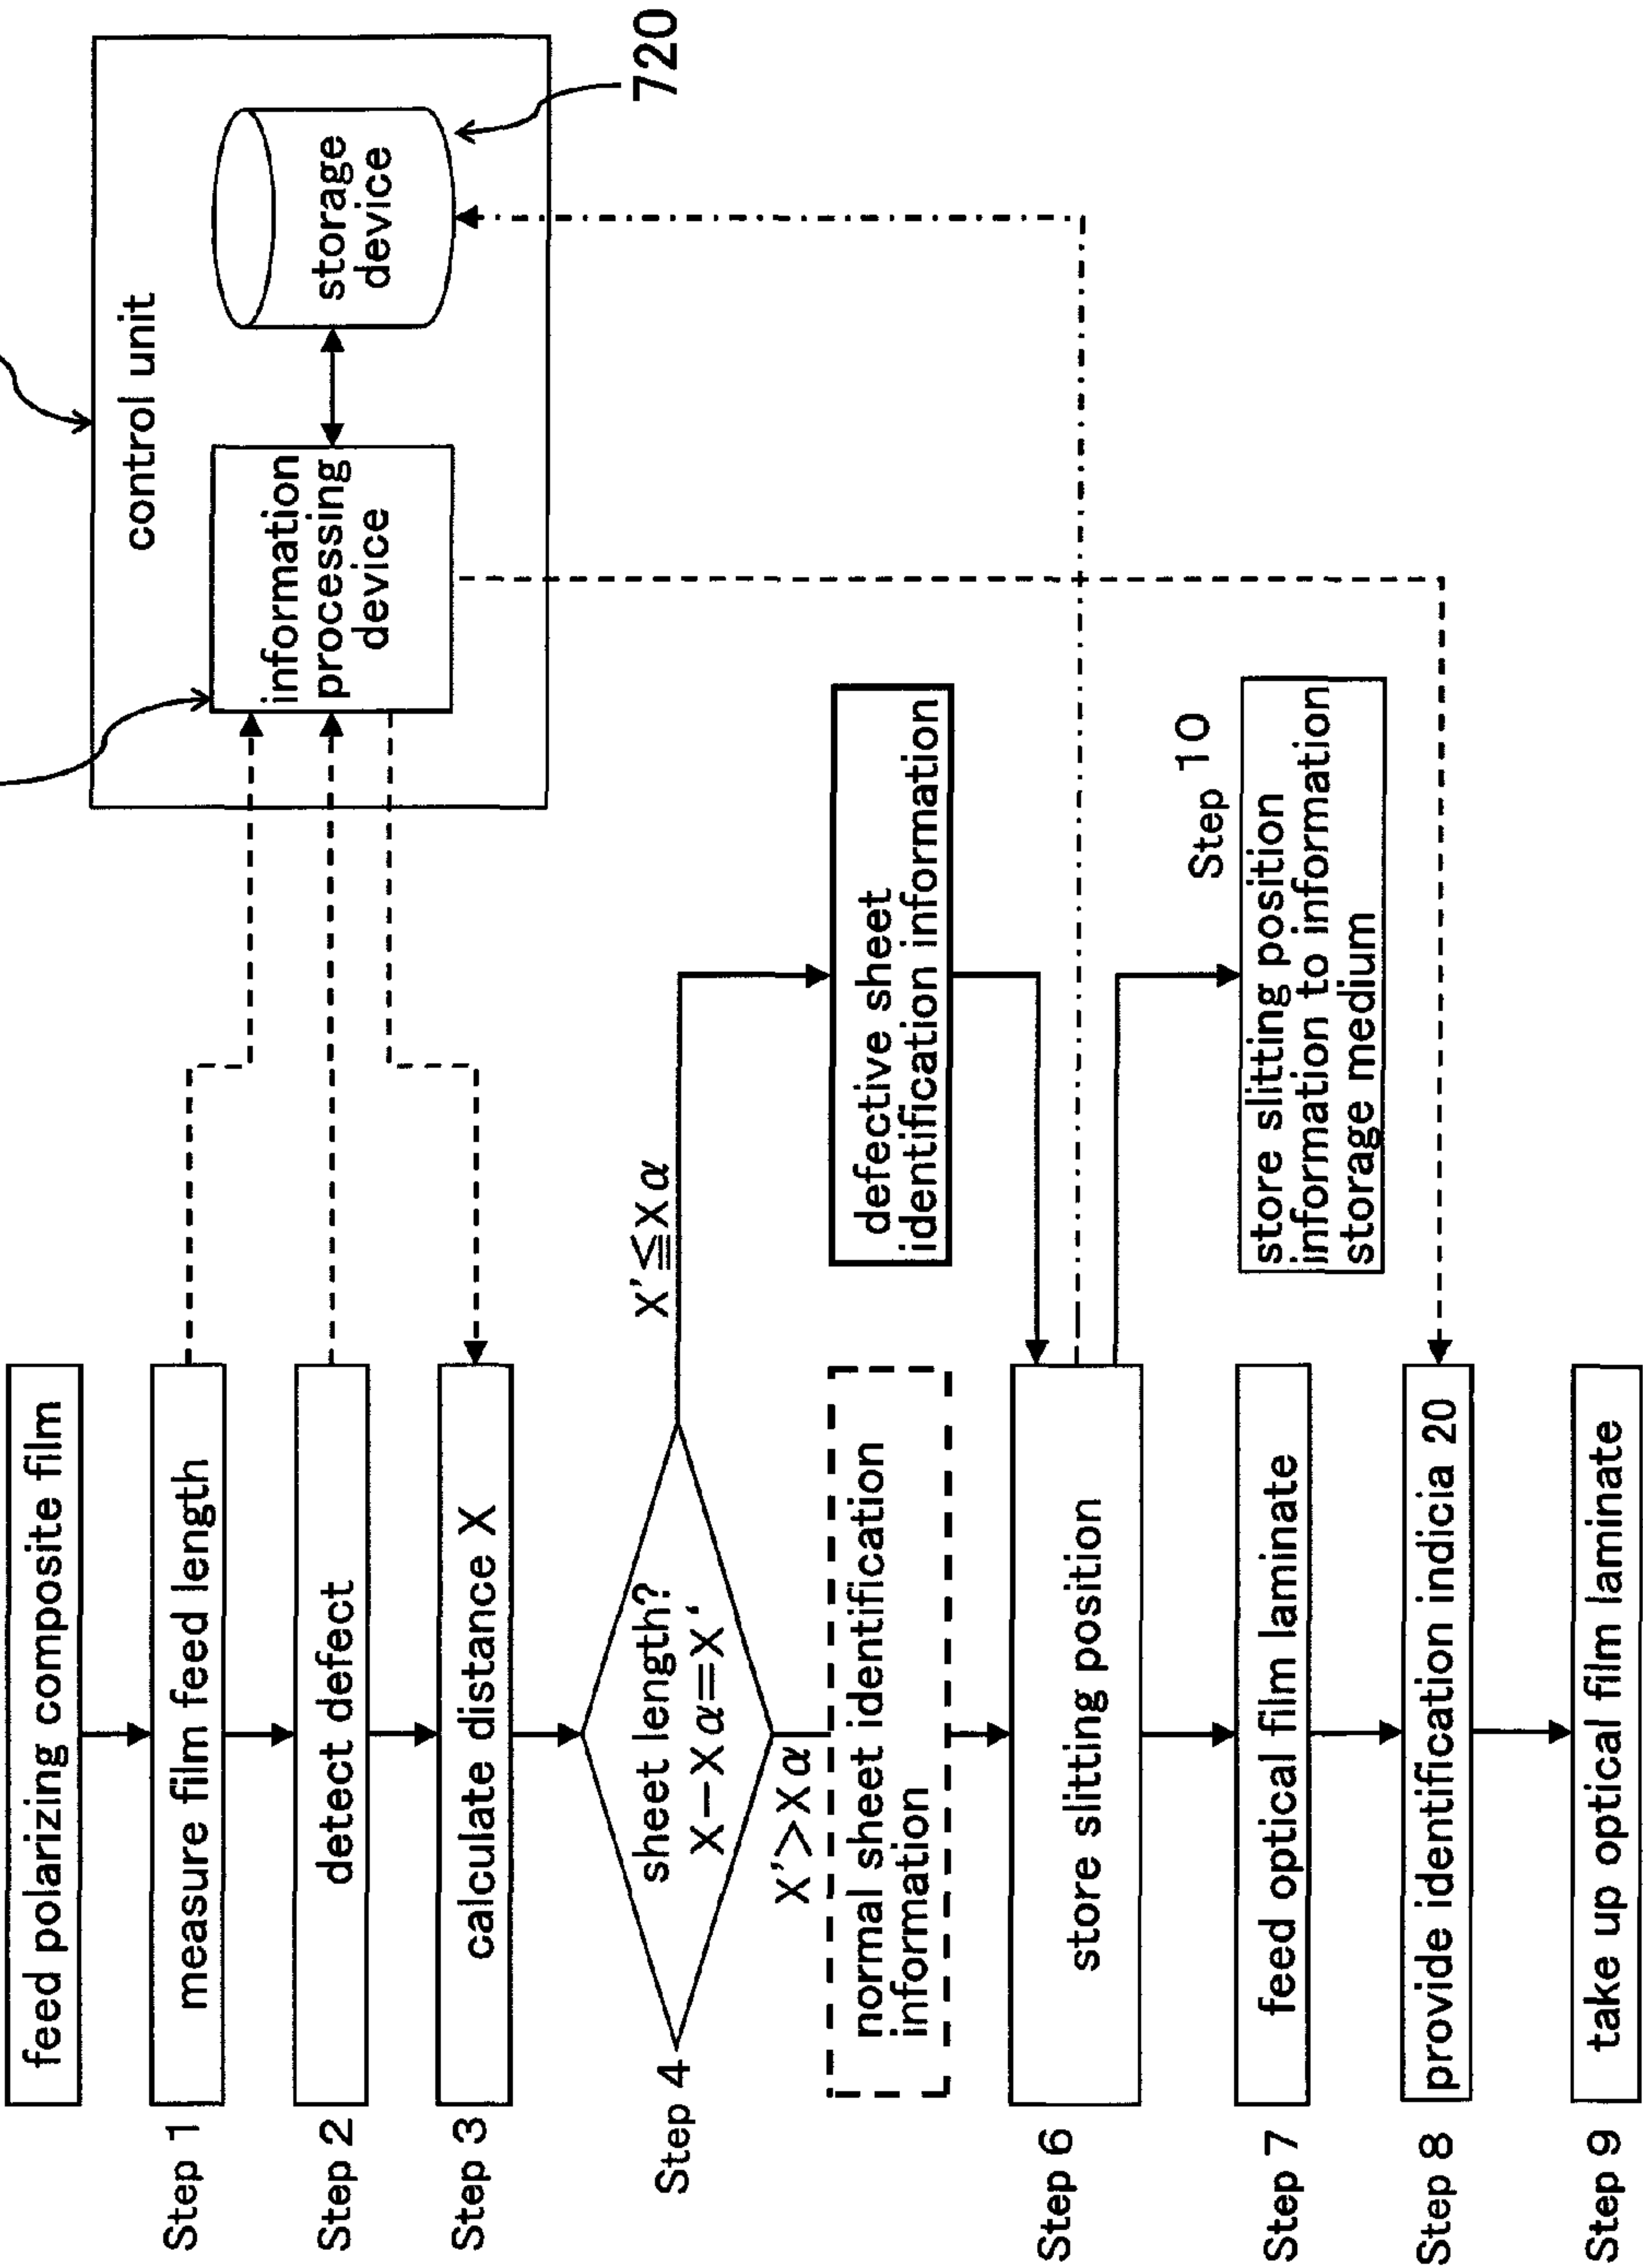 feed polarizing composite film
Step 1
measure film feed length
Step 2
detect defect
Step 3
calculate distance X
Step 4
sheet length?
X－Xα＝X'
X'≦Xα
X'＞Xα
normal sheet identification
information
defective sheet
identification information
Step 6
store slitting position
Step 10
store slitting position
information to information
storage medium
Step 7
feed optical film laminate
Step 8
provide identification indicia 20
Step 9
take up optical film laminate
control unit
information
processing
device
storage
device
720